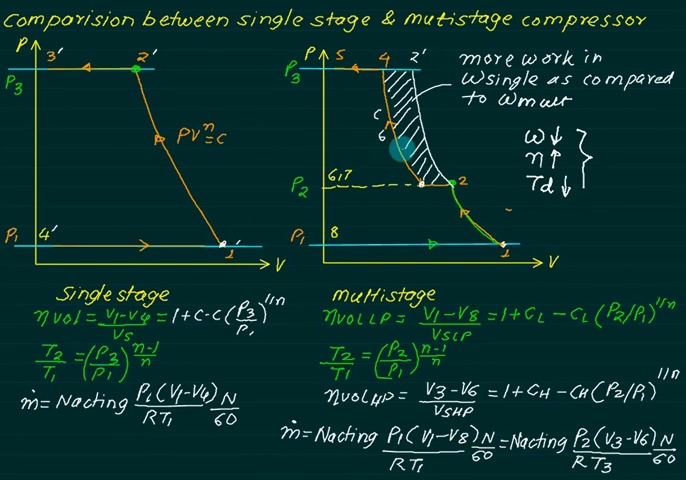 Comparision between single stage & mutistage compressor
P
3' 2'
P3
PVⁿ=C
P1 4' 1'
V
P
5 4 2'
P3
more work in
Wsingle as compared
to Wmult
C
6
W↓
η↑
Td↓
6,7 2
P2
P1 8 1
V
Single stage
ηvol = V1-V4/Vs = 1+C-C(P3/P1)^1/n
T2/T1 = (P3/P1)^n-1/n
ṁ = Nacting P1(V1-V4)/RT1 N/60
multistage
ηVOLLP = V1-V8/VSLP = 1+CL-CL(P2/P1)^1/n
T2/T1 = (P2/P1)^n-1/n
ηVOLHP = V3-V6/VSHP = 1+CH-CH(P2/P1)^1/n
ṁ = Nacting P1(V1-V8)/RT1 N/60 = Nacting P2(V3-V6)/RT3 N/60